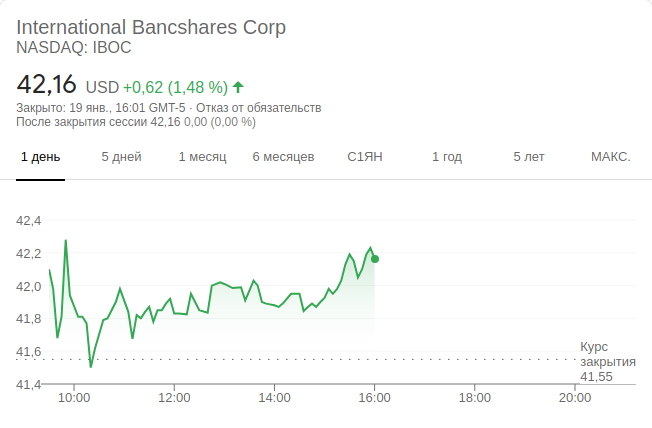 International Bancshares Corp
NASDAQ: IBOC
42,16 USD +0,62 (1,48 %)
Закрыто: 19 янв., 16:01 GMT-5 · Отказ от обязательств
После закрытия сессии 42,16 0,00 (0,00 %)
1 день 5 дней 1 месяц 6 месяцев С1ЯН 1 год 5 лет МАКС.
42,4
42,2
42,0
41,8
41,6
Курс
закрытия
41,55
41,4
10:00 12:00 14:00 16:00 18:00 20:00